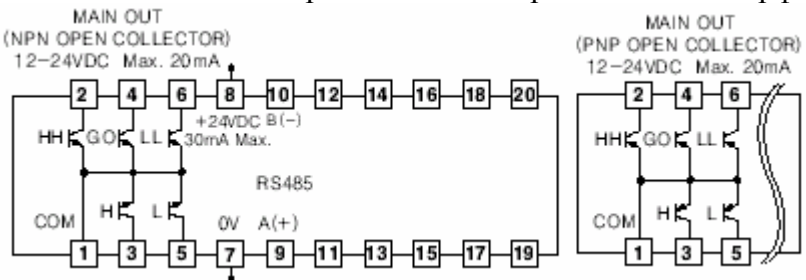 MAIN OUT
(NPN OPEN COLLECTOR)
12-24VDC Max. 20mA
2 4 6 8 10 12 14 16 18 20
+24VDC B(-)
HH GO LL 30mA Max.
RS485
H L 0V A(+)
COM
1 3 5 7 9 11 13 15 17 19
MAIN OUT
(PNP OPEN COLLECTOR)
12-24VDC Max. 20mA
2 4 6
HH GO LL
H L
COM
1 3 5